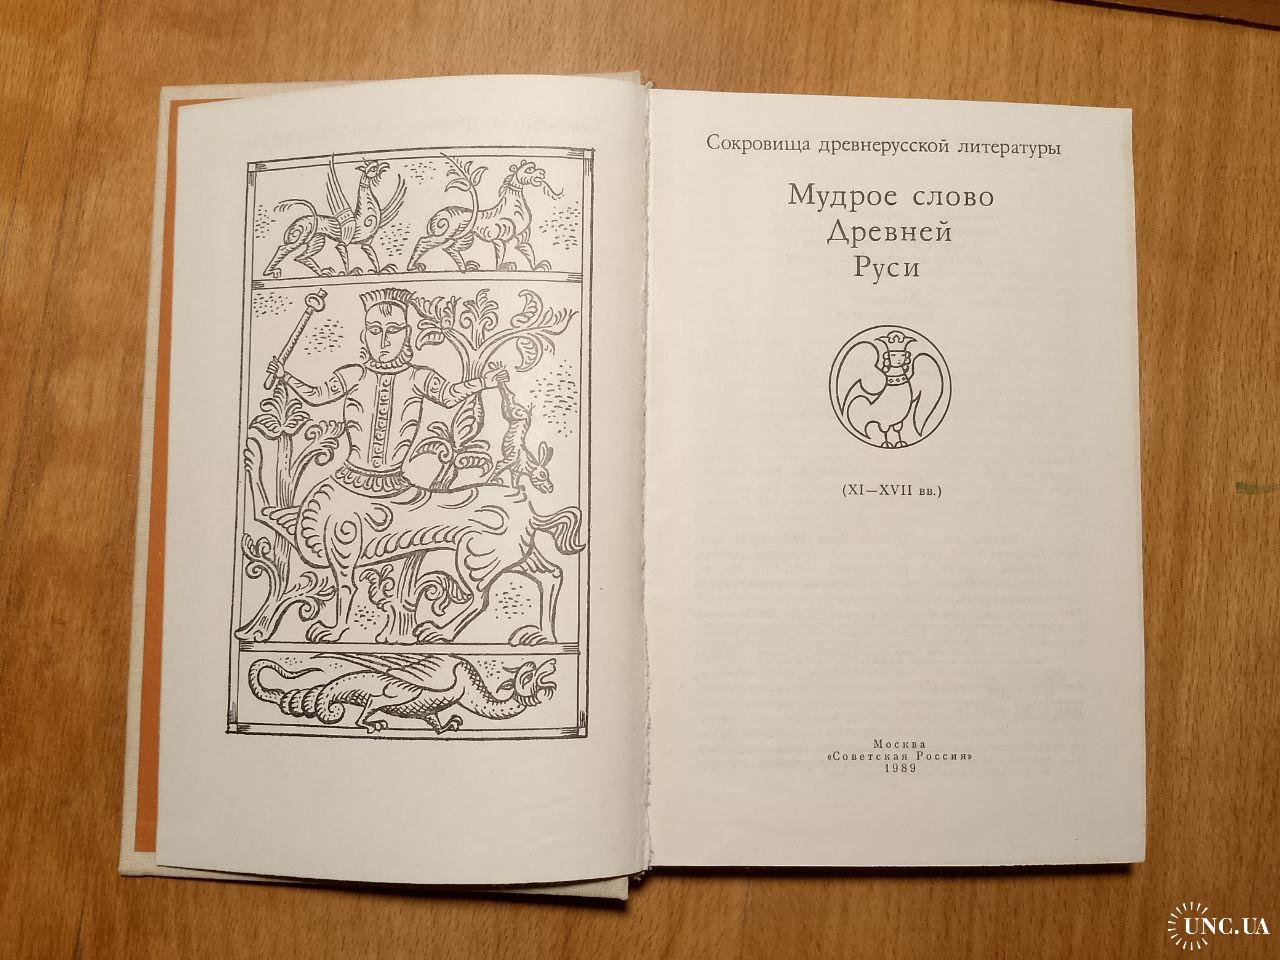 Сокровища древнерусской литературы
Мудрое слово
Древней
Руси
(XI—XVII вв.)
Москва
«Советская Россия»
1989
UNC.UA